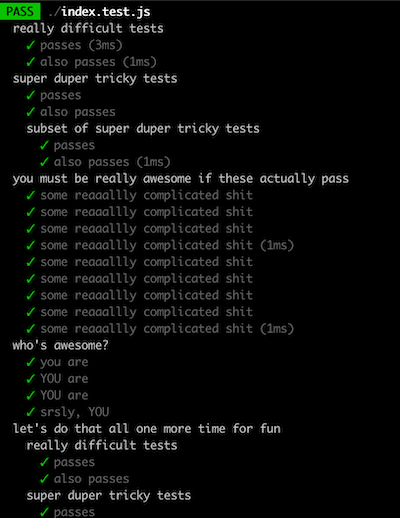 PASS ./index.test.js
really difficult tests
✓ passes (3ms)
✓ also passes (1ms)
super duper tricky tests
✓ passes
✓ also passes
subset of super duper tricky tests
✓ passes
✓ also passes (1ms)
you must be really awesome if these actually pass
✓ some reaaallly complicated shit
✓ some reaaallly complicated shit
✓ some reaaallly complicated shit
✓ some reaaallly complicated shit (1ms)
✓ some reaaallly complicated shit
✓ some reaaallly complicated shit
✓ some reaaallly complicated shit
✓ some reaaallly complicated shit
✓ some reaaallly complicated shit (1ms)
who's awesome?
✓ you are
✓ YOU are
✓ YOU are
✓ srsly, YOU
let's do that all one more time for fun
really difficult tests
✓ passes
✓ also passes
super duper tricky tests
✓ passes